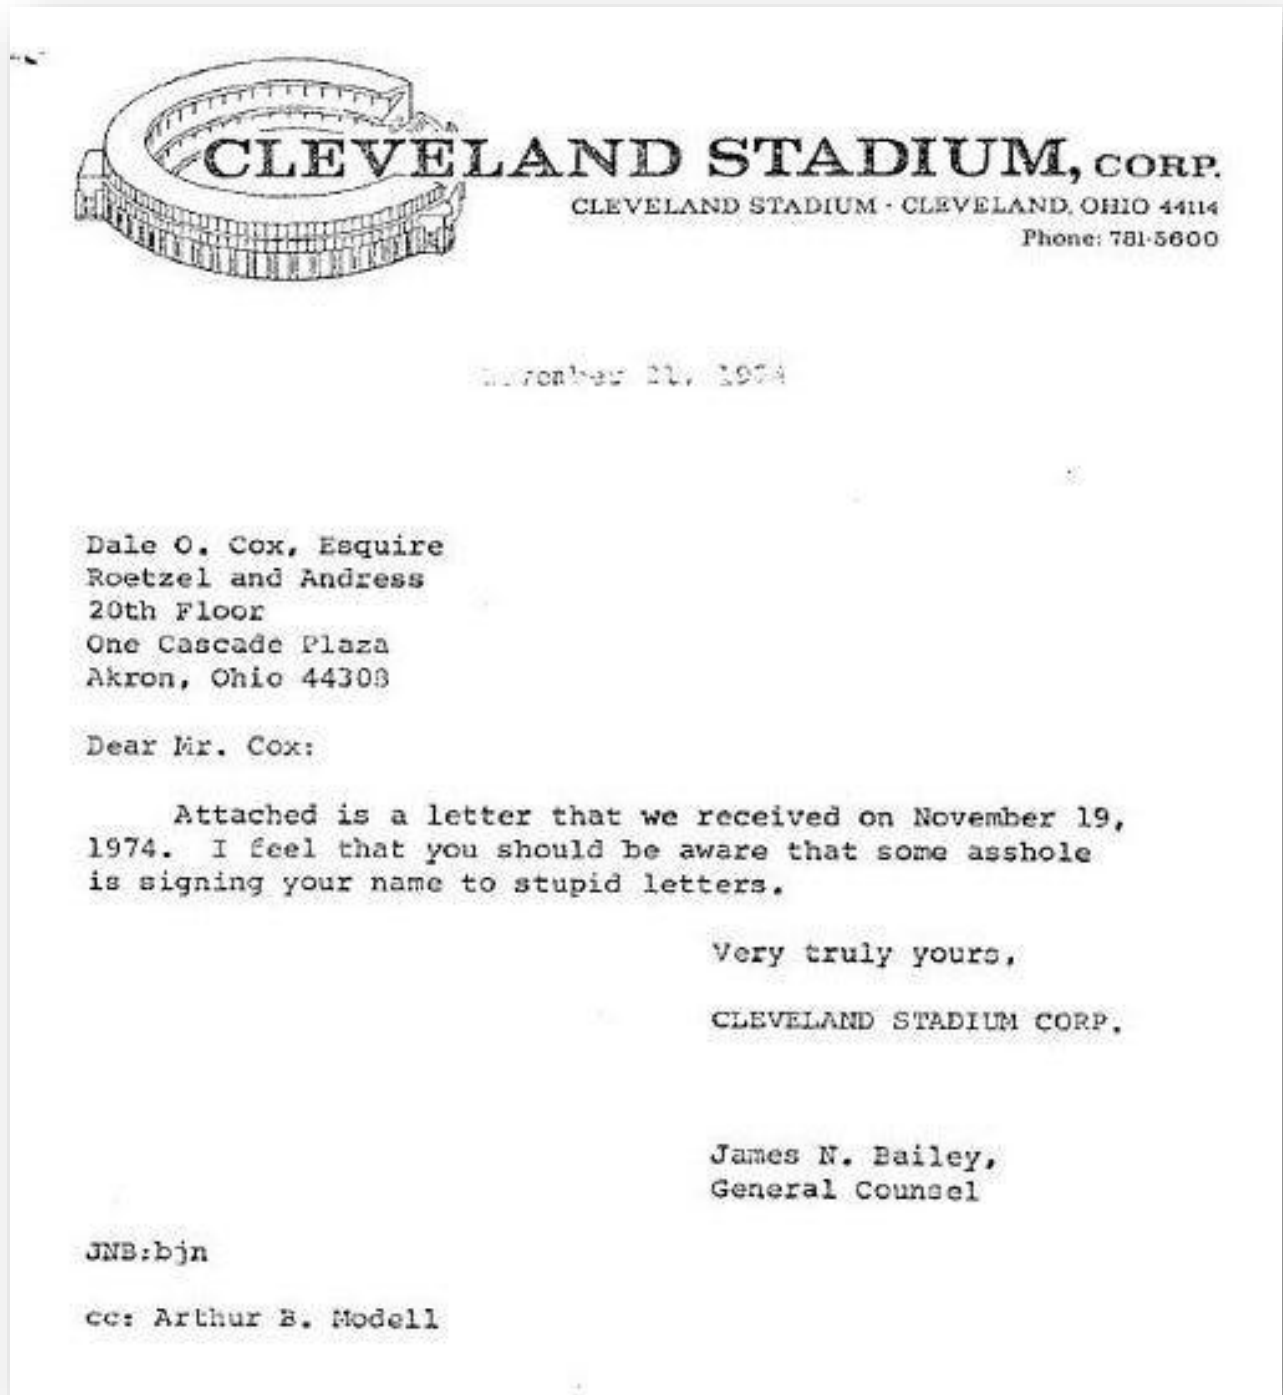 CLEVELAND STADIUM, CORP.
CLEVELAND STADIUM · CLEVELAND, OHIO 44114
Phone: 781-5600
November 21, 1974
Dale O. Cox, Esquire
Roetzel and Andress
20th Floor
One Cascade Plaza
Akron, Ohio 44308
Dear Mr. Cox:
Attached is a letter that we received on November 19,
1974. I feel that you should be aware that some asshole
is signing your name to stupid letters.
Very truly yours,
CLEVELAND STADIUM CORP.
James N. Bailey,
General Counsel
JNB:bjn
cc: Arthur B. Modell